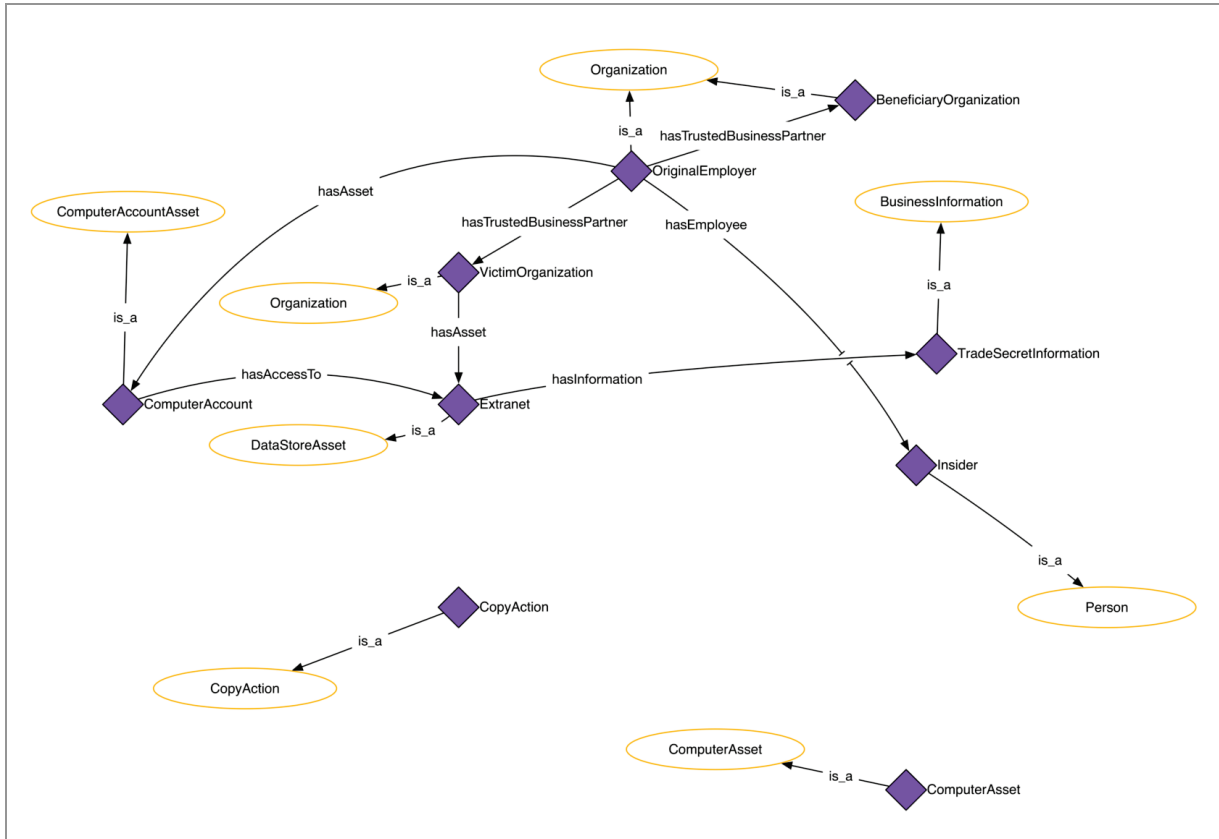 Organization
is_a
BeneficiaryOrganization
is_a
hasTrustedBusinessPartner
OriginalEmployer
hasAsset
ComputerAccountAsset
BusinessInformation
hasTrustedBusinessPartner
hasEmployee
VictimOrganization
is_a
Organization
is_a
is_a
hasAsset
TradeSecretInformation
hasAccessTo
hasInformation
ComputerAccount
Extranet
is_a
DataStoreAsset
Insider
is_a
Person
CopyAction
is_a
CopyAction
ComputerAsset
is_a
ComputerAsset